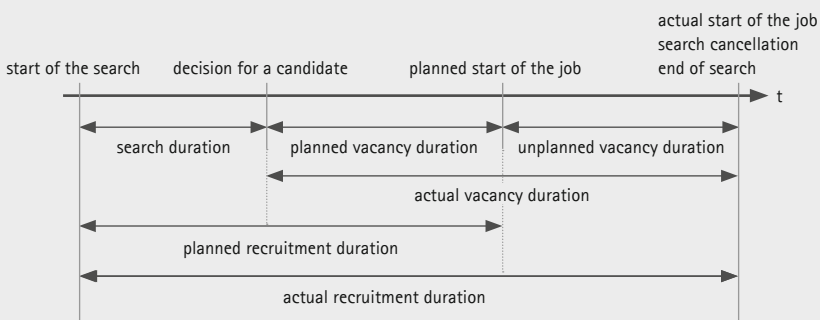 actual start of the job
search cancellation
start of the search decision for a candidate planned start of the job end of search
t
search duration planned vacancy duration unplanned vacancy duration
actual vacancy duration
planned recruitment duration
actual recruitment duration